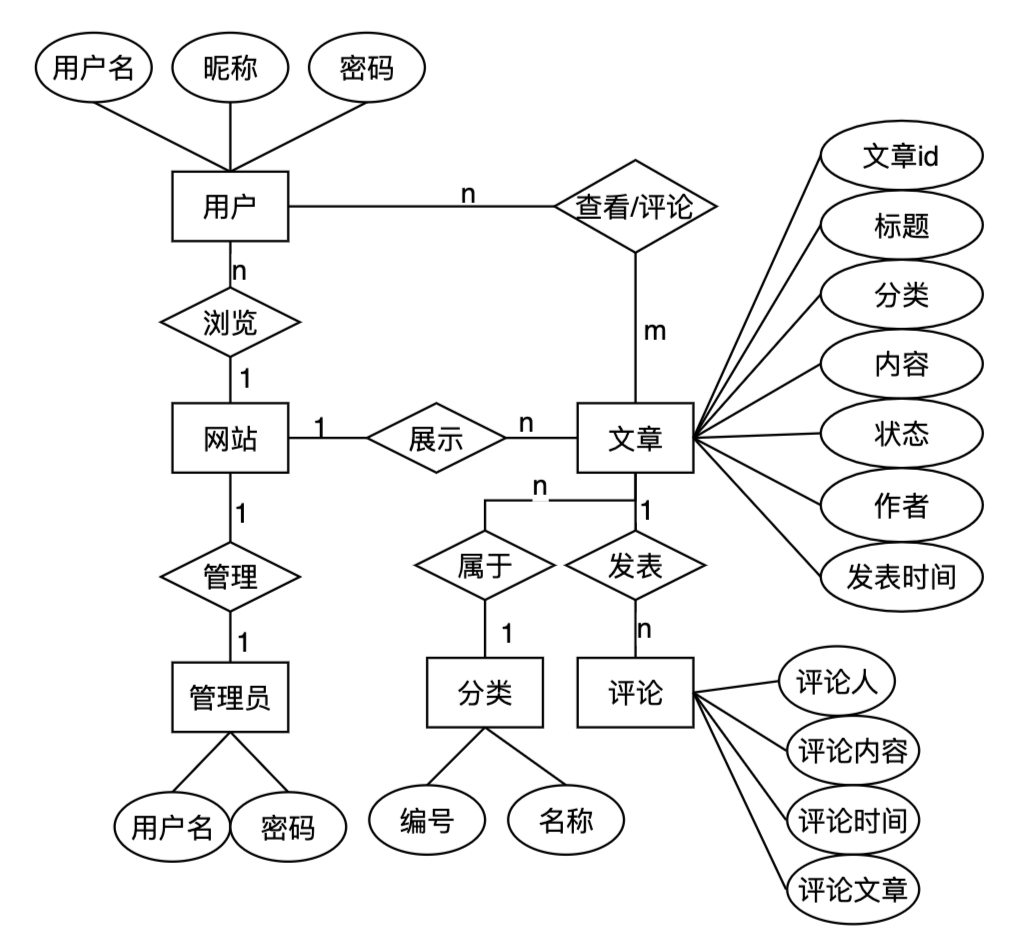 用户名
昵称
密码
用户
n
查看/评论
文章id
标题
分类
内容
状态
作者
发表时间
n
浏览
m
1
网站
1
展示
n
文章
1
n
1
管理
属于
发表
1
1
n
管理员
分类
评论
评论人
评论内容
评论时间
评论文章
用户名
密码
编号
名称